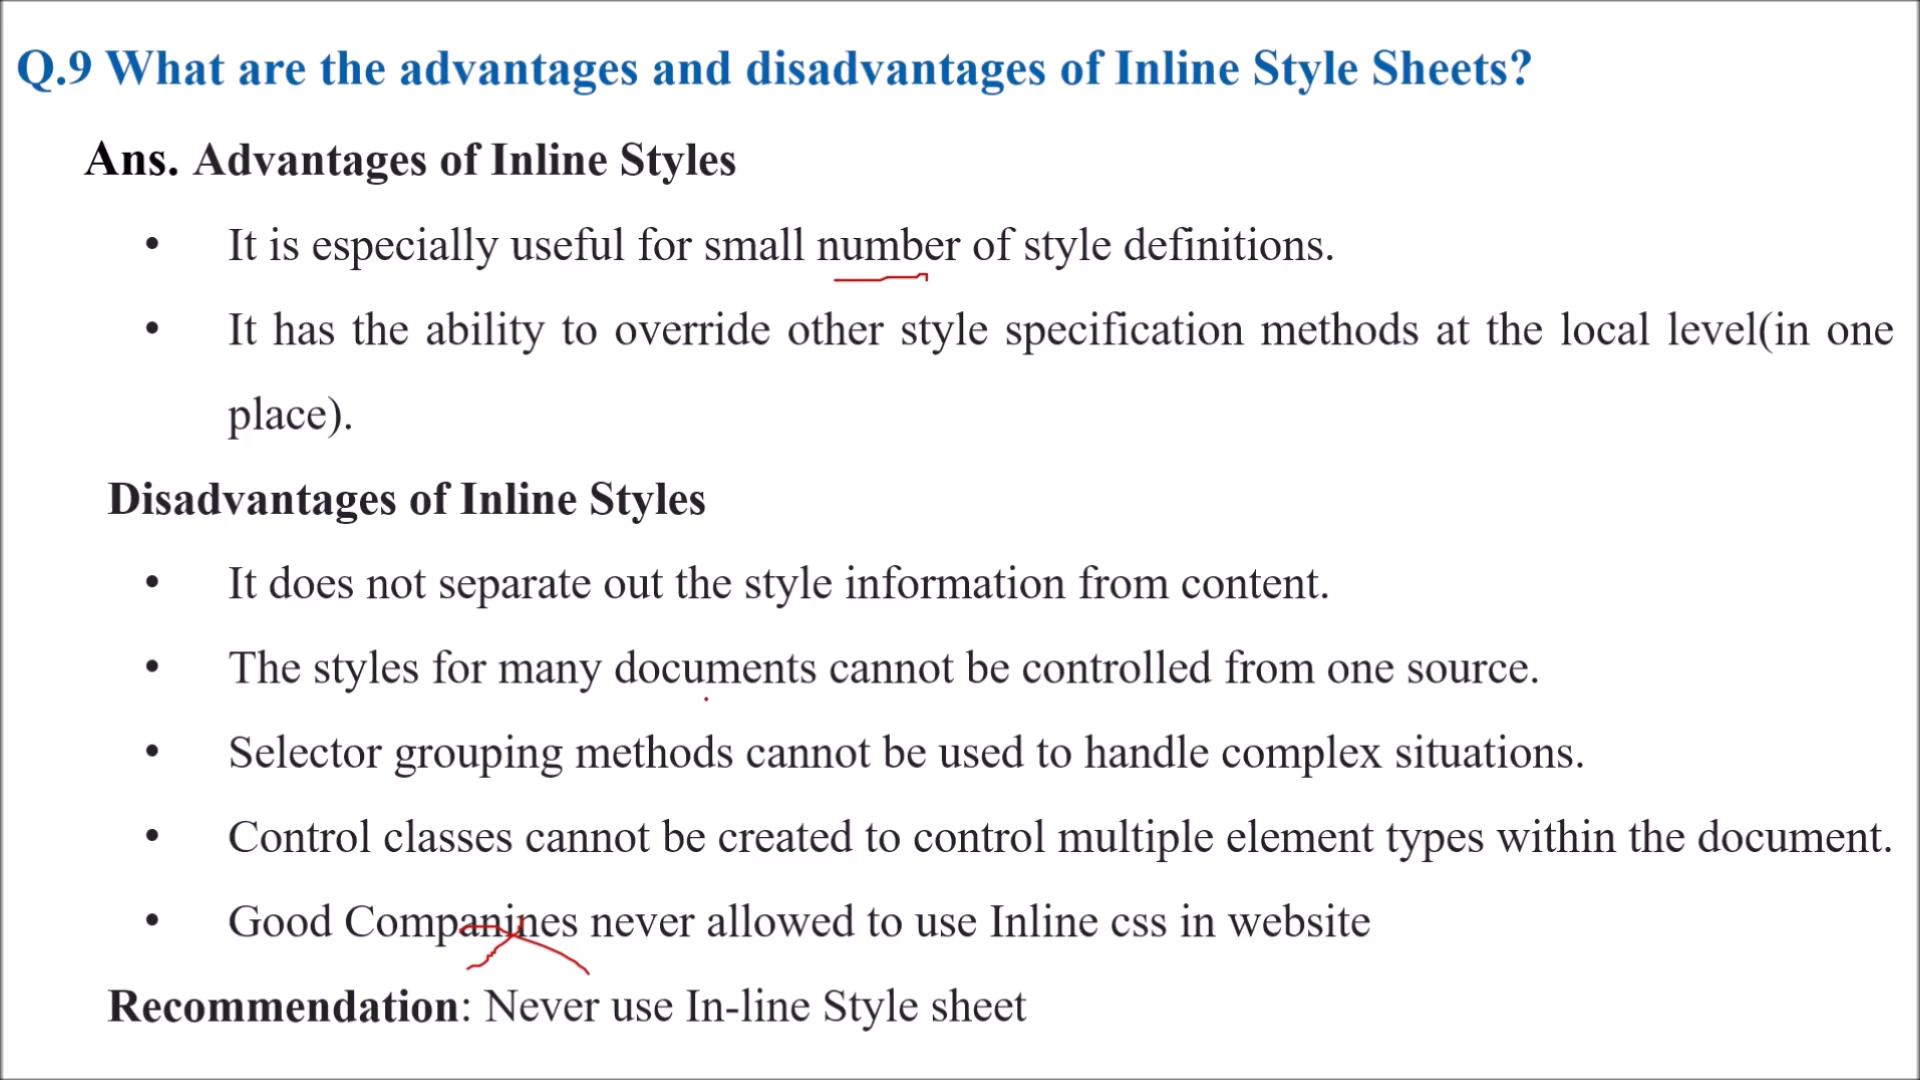 Q.9 What are the advantages and disadvantages of Inline Style Sheets?
Ans. Advantages of Inline Styles
• It is especially useful for small number of style definitions.
• It has the ability to override other style specification methods at the local level(in one
place).
Disadvantages of Inline Styles
• It does not separate out the style information from content.
• The styles for many documents cannot be controlled from one source.
• Selector grouping methods cannot be used to handle complex situations.
• Control classes cannot be created to control multiple element types within the document.
• Good Companines never allowed to use Inline css in website
Recommendation: Never use In-line Style sheet